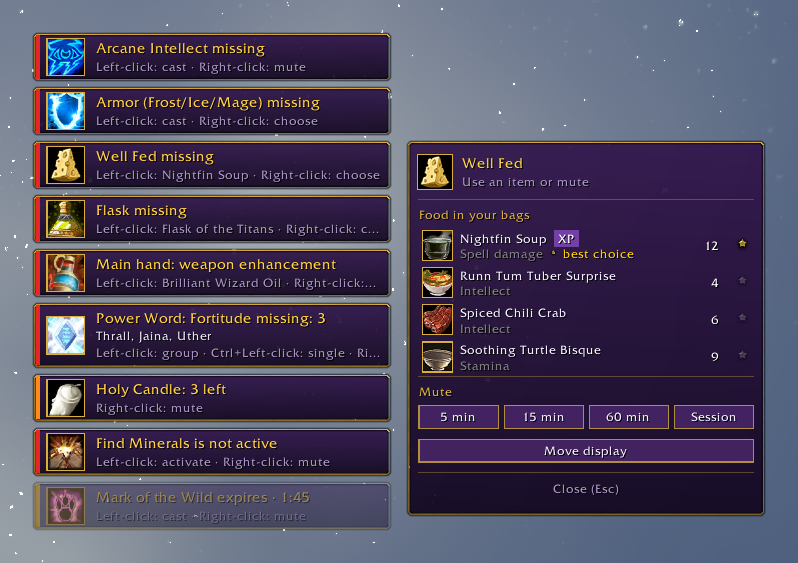 Arcane Intellect missing
Left-click: cast · Right-click: mute
Armor (Frost/Ice/Mage) missing
Left-click: cast · Right-click: choose
Well Fed missing
Left-click: Nightfin Soup · Right-click: choose
Flask missing
Left-click: Flask of the Titans · Right-click: c...
Main hand: weapon enhancement
Left-click: Brilliant Wizard Oil · Right-click:...
Power Word: Fortitude missing: 3
Thrall, Jaina, Uther
Left-click: group · Ctrl+Left-click: single · Ri...
Holy Candle: 3 left
Right-click: mute
Find Minerals is not active
Left-click: activate · Right-click: mute
Mark of the Wild expires · 1:45
Left-click: cast · Right-click: mute
Well Fed
Use an item or mute
Food in your bags
Nightfin Soup XP 12
Spell damage · best choice
Runn Tum Tuber Surprise 4
Intellect
Spiced Chili Crab 6
Intellect
Soothing Turtle Bisque 9
Stamina
Mute
5 min 15 min 60 min Session
Move display
Close (Esc)